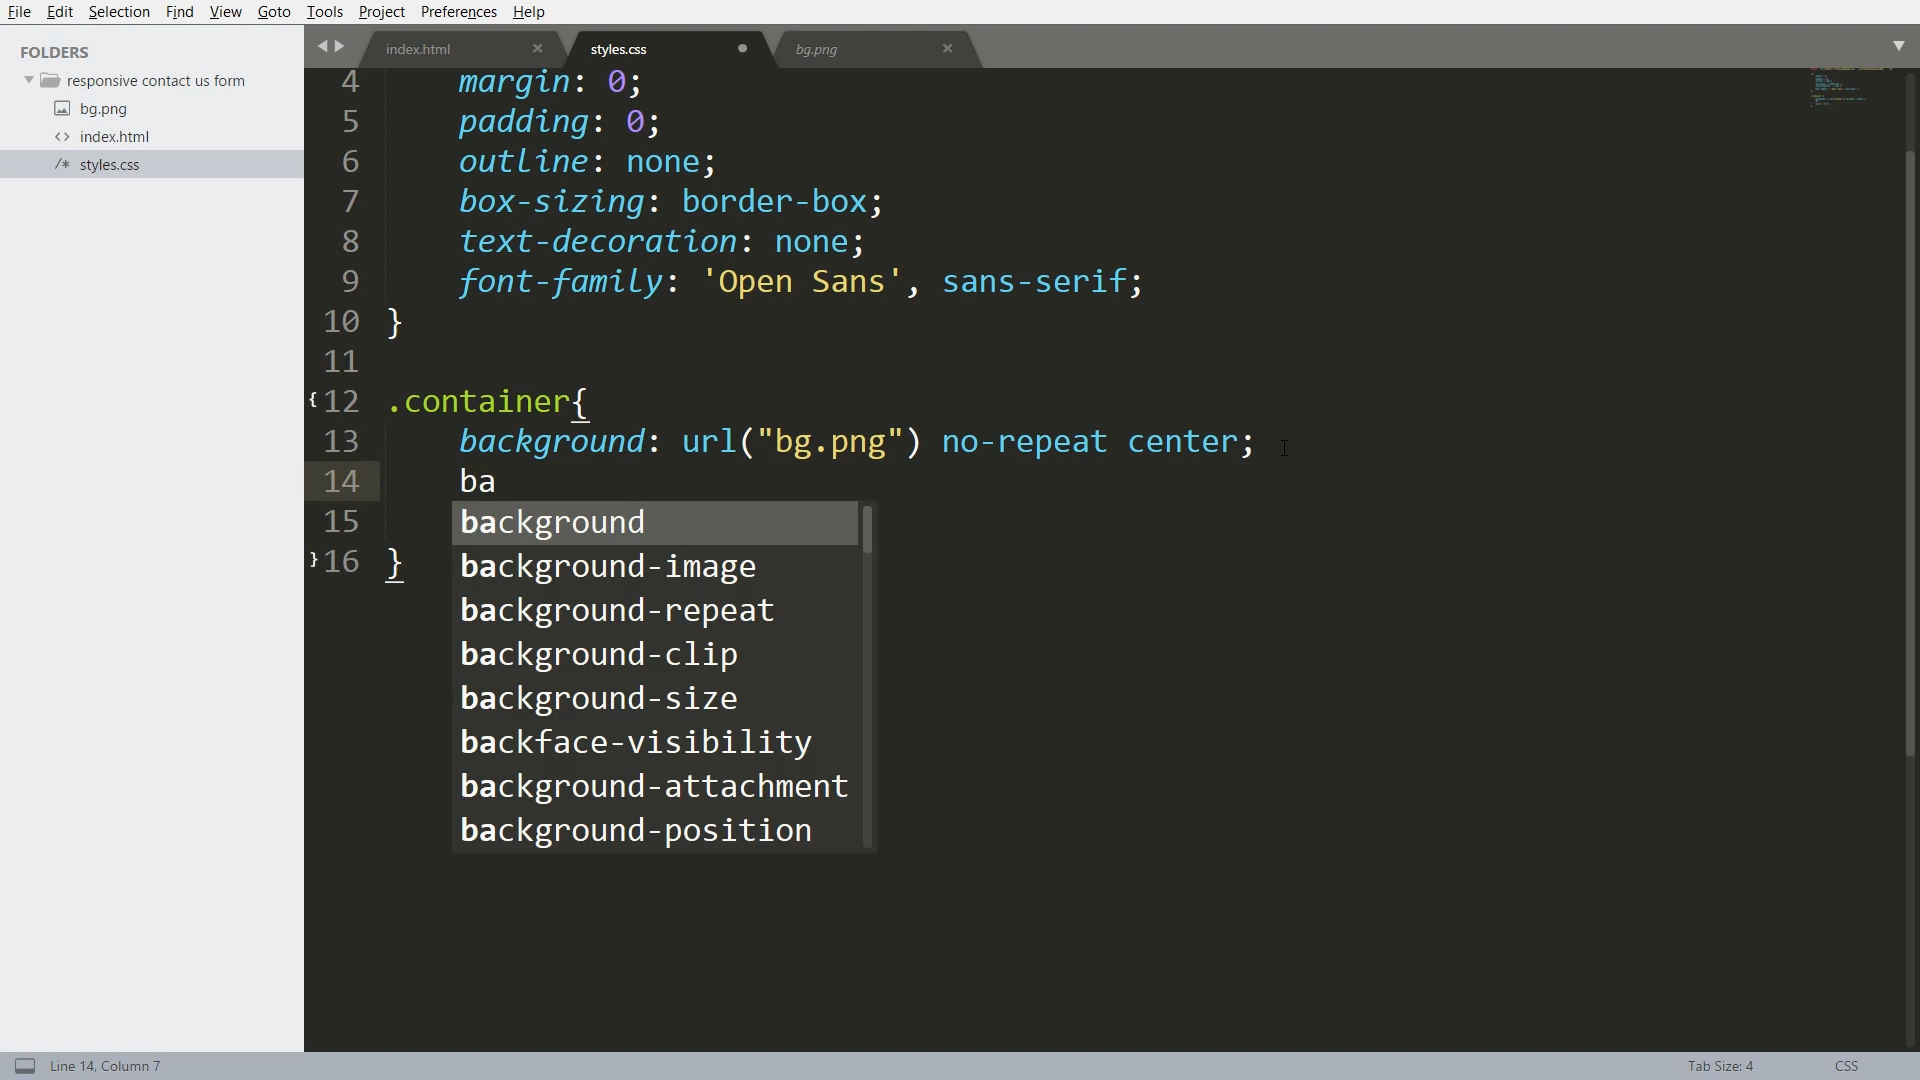 File Edit Selection Find View Goto Tools Project Preferences Help
FOLDERS
responsive contact us form
bg.png
<> index.html
/* styles.css
index.html
styles.css
bg.png
4 margin: 0;
5 padding: 0;
6 outline: none;
7 box-sizing: border-box;
8 text-decoration: none;
9 font-family: 'Open Sans', sans-serif;
10 }
11
{ 12 .container{
13 background: url("bg.png") no-repeat center;
14 ba
15
} 16 }
background
background-image
background-repeat
background-clip
background-size
backface-visibility
background-attachment
background-position
Line 14, Column 7 Tab Size: 4 CSS